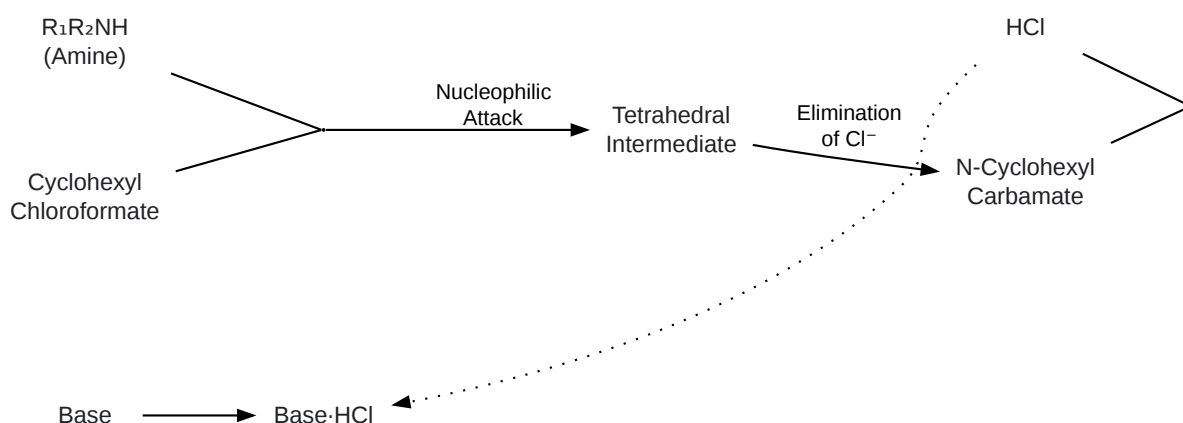 R₁R₂NH
(Amine)
HCl
Nucleophilic
Attack
Tetrahedral
Intermediate
Elimination
of Cl⁻
Cyclohexyl
Chloroformate
N-Cyclohexyl
Carbamate
Base
Base·HCl